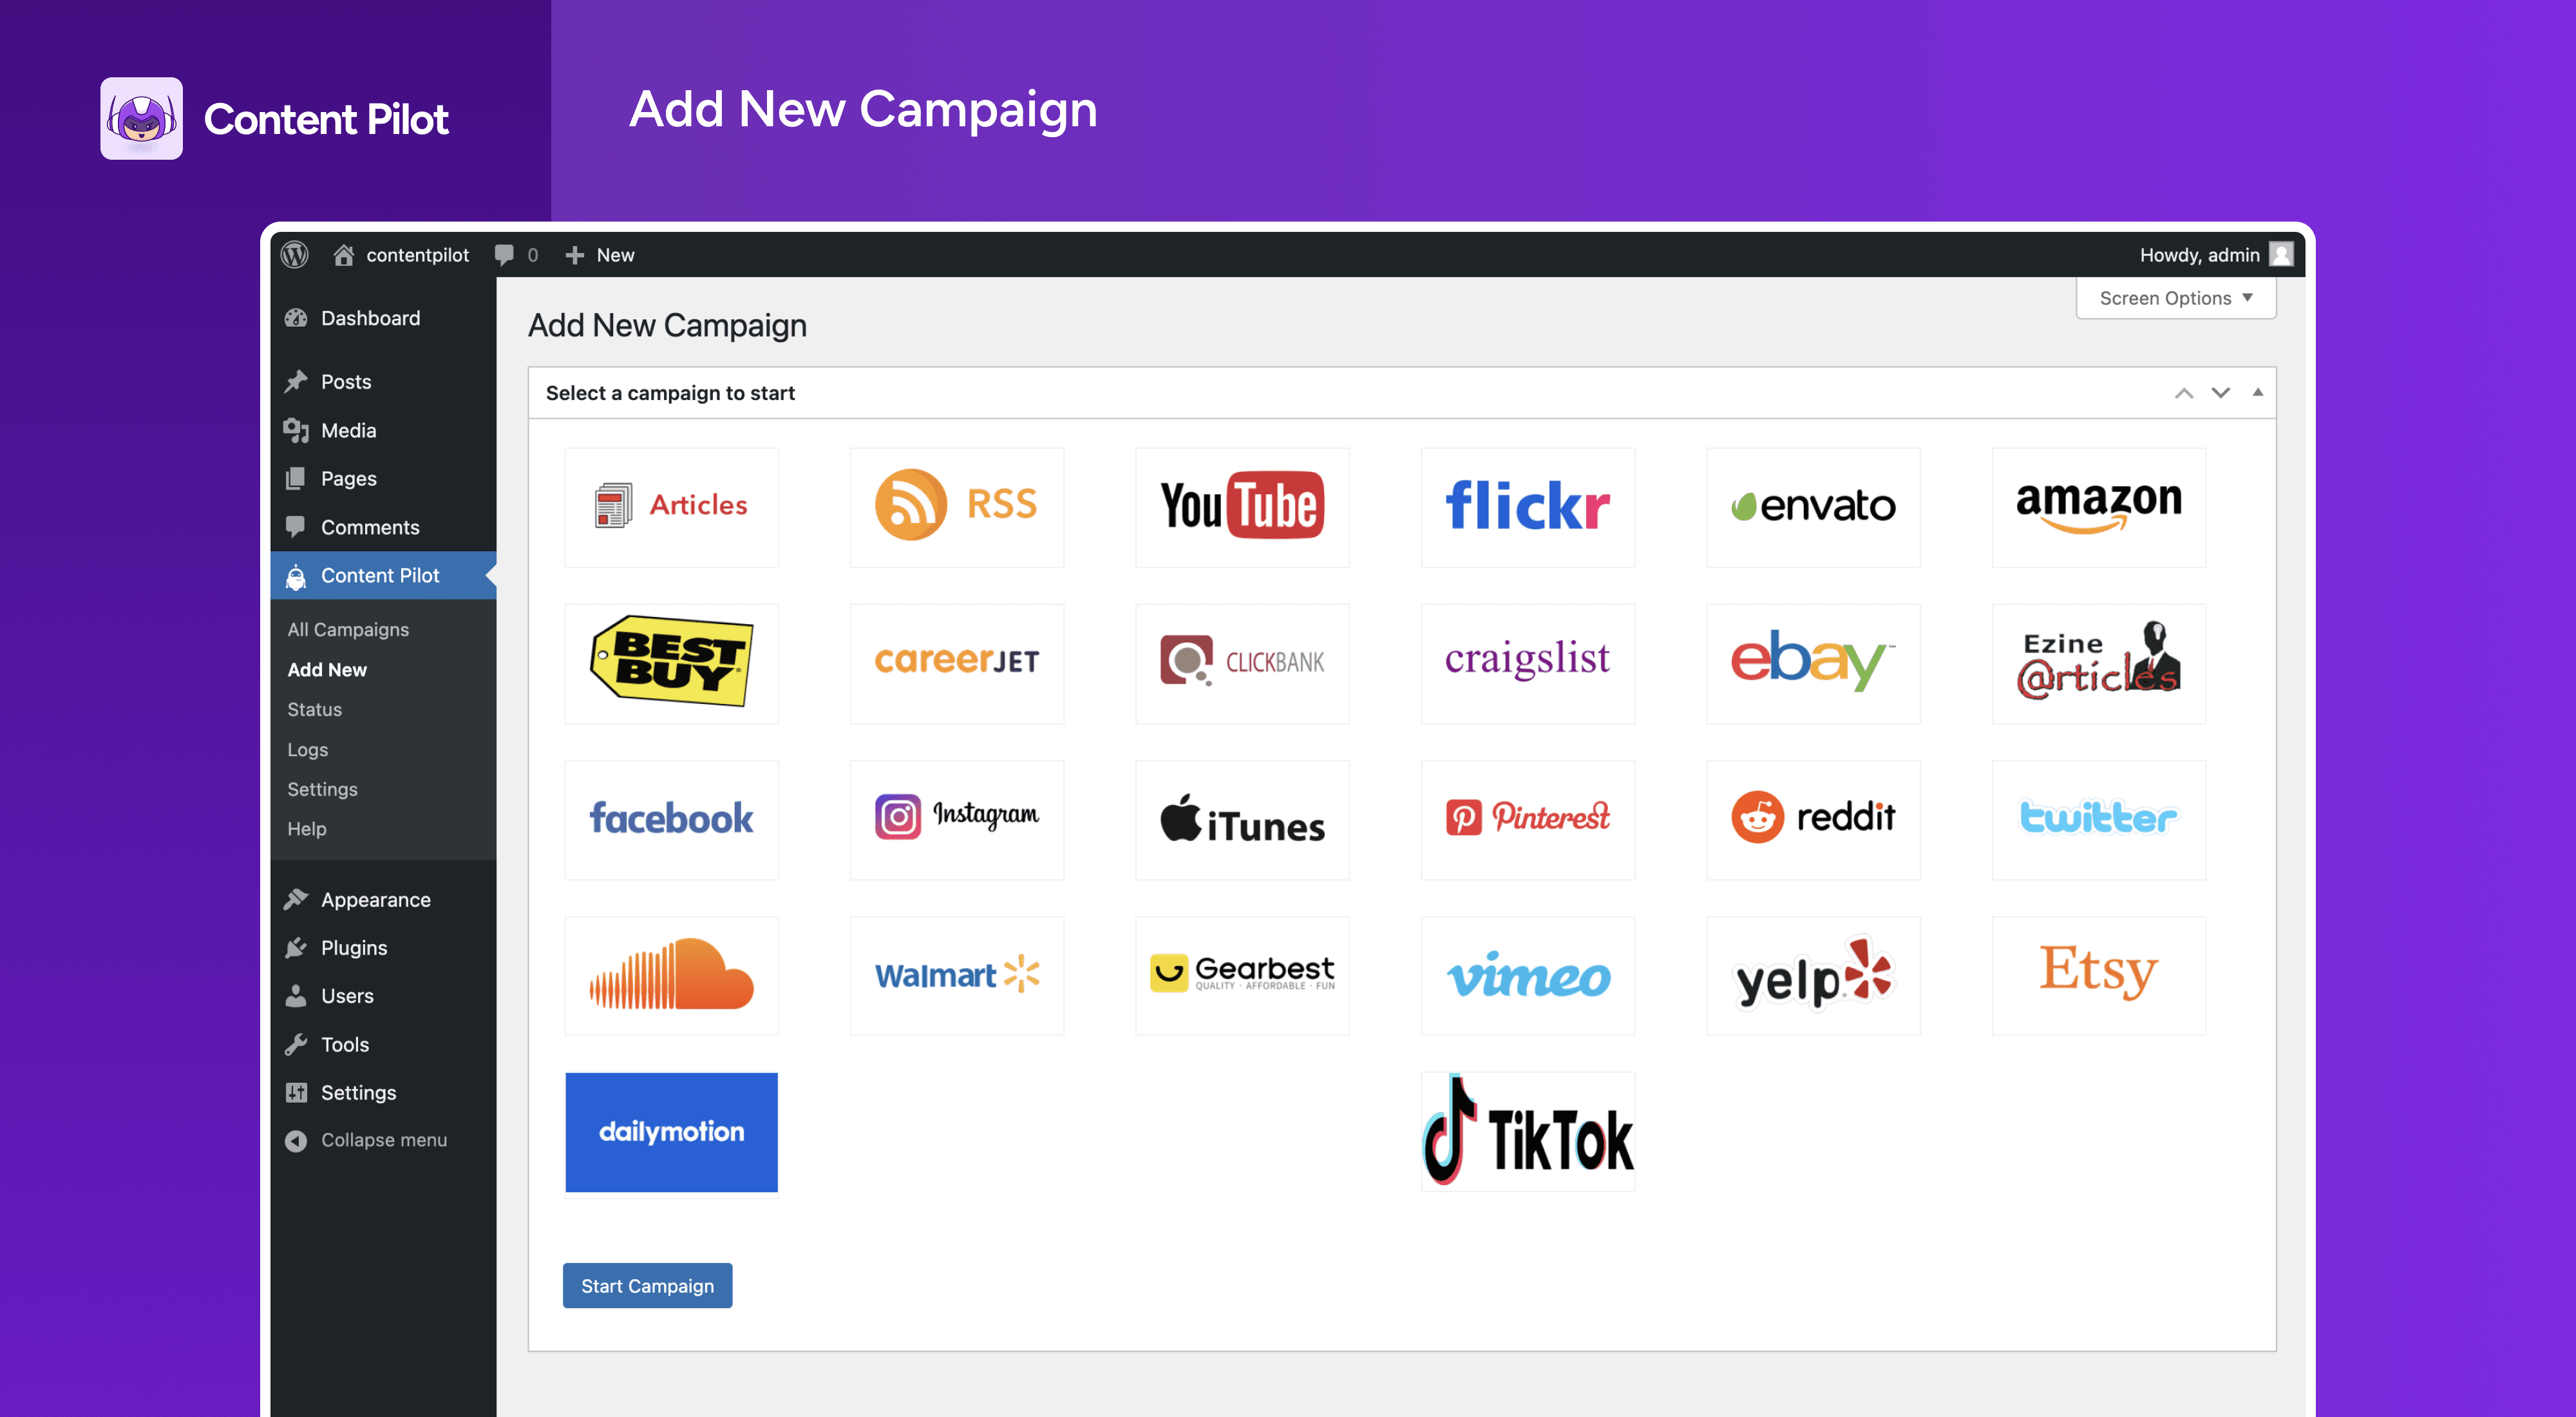 Content Pilot
Add New Campaign
contentpilot
0
New
Howdy, admin
Screen Options
Dashboard
Posts
Media
Pages
Comments
Content Pilot
All Campaigns
Add New
Status
Logs
Settings
Help
Appearance
Plugins
Users
Tools
Settings
Collapse menu
Add New Campaign
Select a campaign to start
Articles
RSS
YouTube
flickr
envato
amazon
BEST
BUY
careerJET
CLICKBANK
craigslist
ebay
Ezine
@rticles
facebook
Instagram
iTunes
Pinterest
reddit
twitter
Walmart
Gearbest
QUALITY · AFFORDABLE · FUN
vimeo
yelp
Etsy
dailymotion
TikTok
Start Campaign